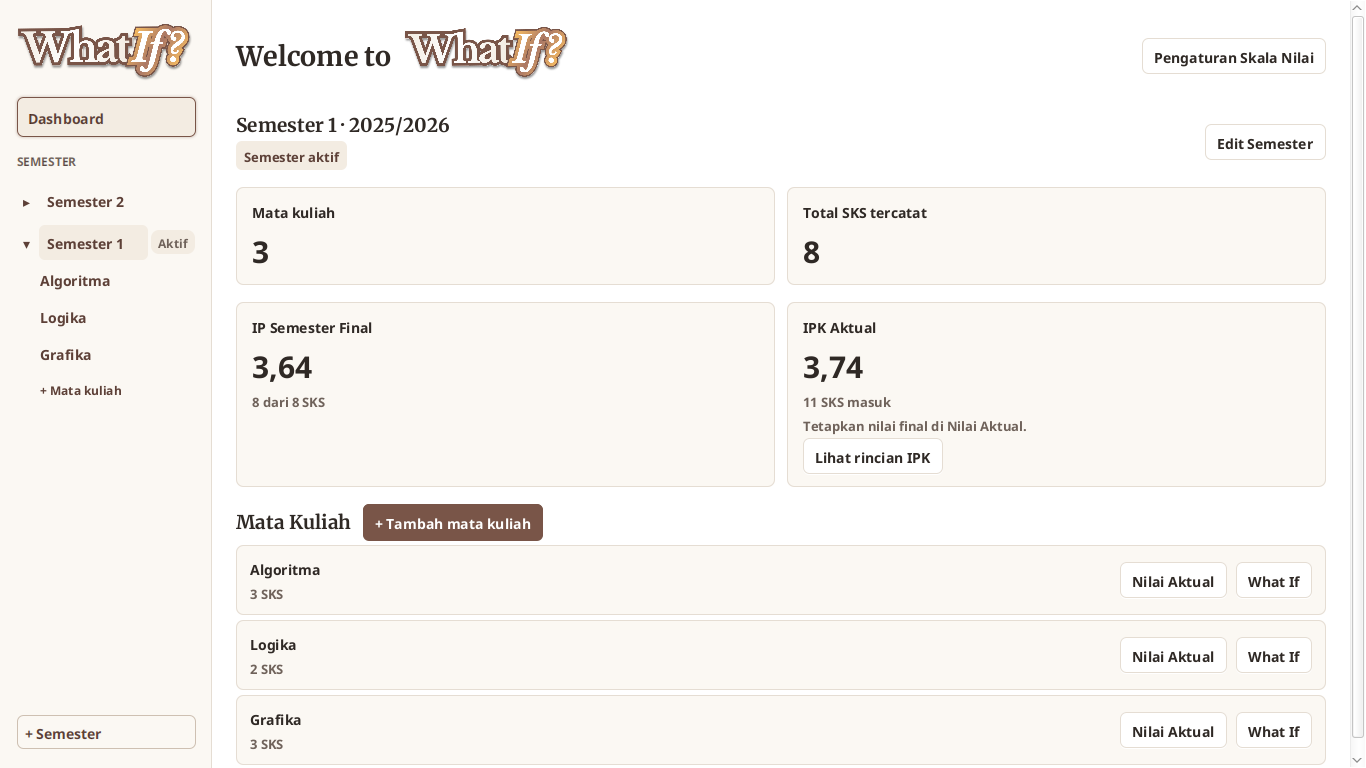 WhatIf?
Dashboard
SEMESTER
▸ Semester 2
▾ Semester 1 Aktif
Algoritma
Logika
Grafika
+ Mata kuliah
+ Semester
Welcome to WhatIf?
Pengaturan Skala Nilai
Semester 1 · 2025/2026
Semester aktif
Edit Semester
Mata kuliah
3
Total SKS tercatat
8
IP Semester Final
3,64
8 dari 8 SKS
IPK Aktual
3,74
11 SKS masuk
Tetapkan nilai final di Nilai Aktual.
Lihat rincian IPK
Mata Kuliah
+ Tambah mata kuliah
Algoritma
3 SKS
Nilai Aktual
What If
Logika
2 SKS
Nilai Aktual
What If
Grafika
3 SKS
Nilai Aktual
What If